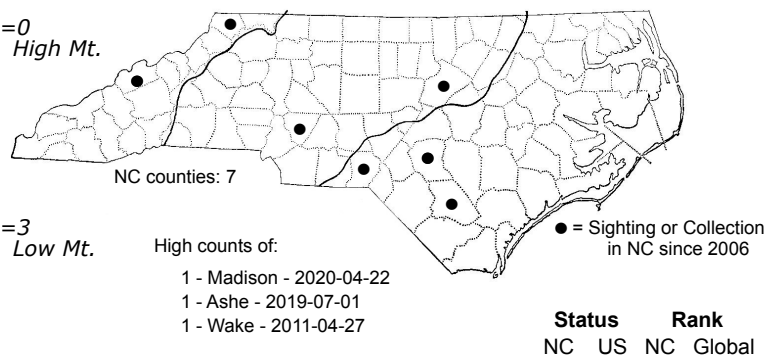 =0
High Mt.
NC counties: 7
=3
Low Mt.
High counts of:
1 - Madison - 2020-04-22
1 - Ashe - 2019-07-01
1 - Wake - 2011-04-27
● = Sighting or Collection
in NC since 2006
Status Rank
NC US NC Global